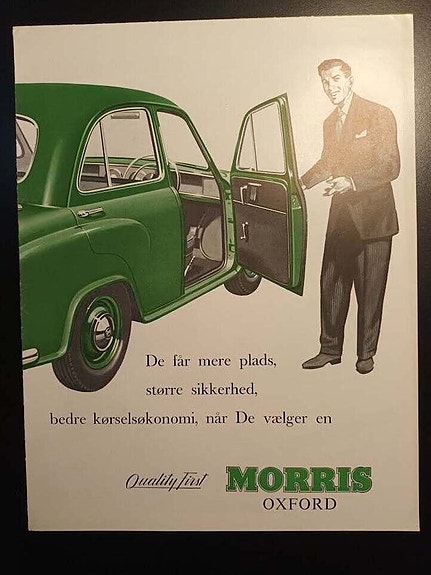 De får mere plads,
større sikkerhed,
bedre kørselsøkonomi, når De vælger en
Quality First
MORRIS
OXFORD